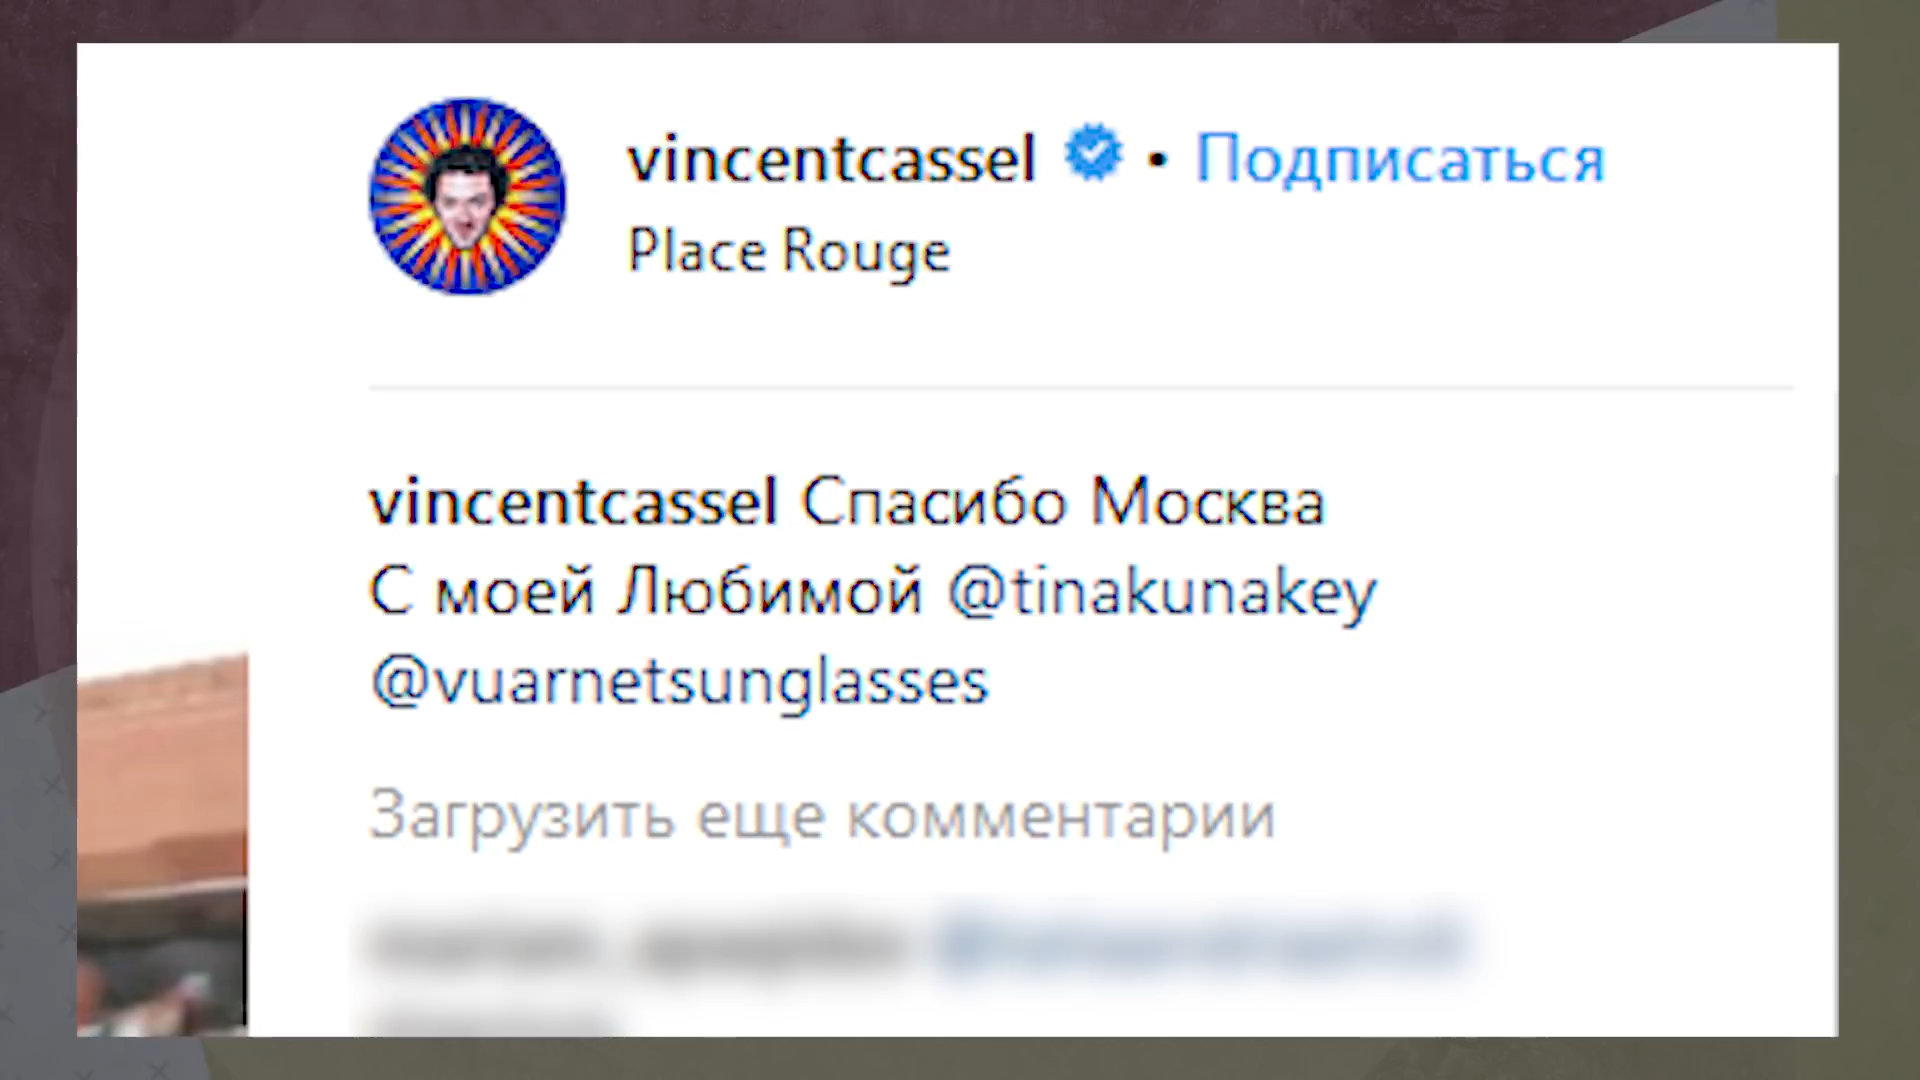 vincentcassel • Подписаться
Place Rouge
vincentcassel Спасибо Москва
С моей Любимой @tinakunakey
@vuarnetsunglasses
Загрузить еще комментарии